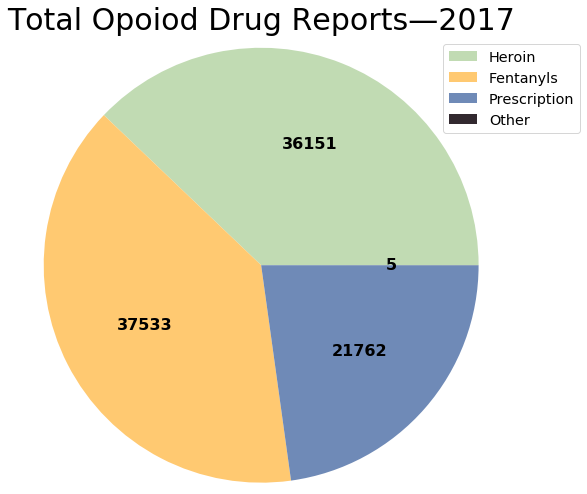 Total Opoiod Drug Reports—2017
Heroin
Fentanyls
Prescription
Other
36151
5
37533
21762